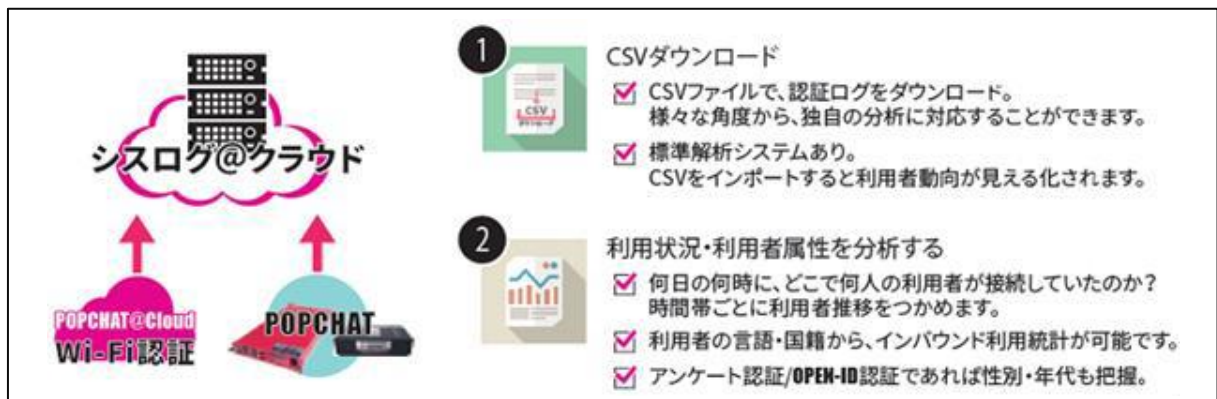 シスログ@クラウド
POPCHAT@Cloud
Wi-Fi認証
POPCHAT
1
CSV
ダウンロード
CSVダウンロード
CSVファイルで、認証ログをダウンロード。
様々な角度から、独自の分析に対応することができます。
標準解析システムあり。
CSVをインポートすると利用者動向が見える化されます。
2
利用状況・利用者属性を分析する
何日の何時に、どこで何人の利用者が接続していたのか？
時間帯ごとに利用者推移をつかめます。
利用者の言語・国籍から、インバウンド利用統計が可能です。
アンケート認証/OPEN-ID認証であれば性別・年代も把握。